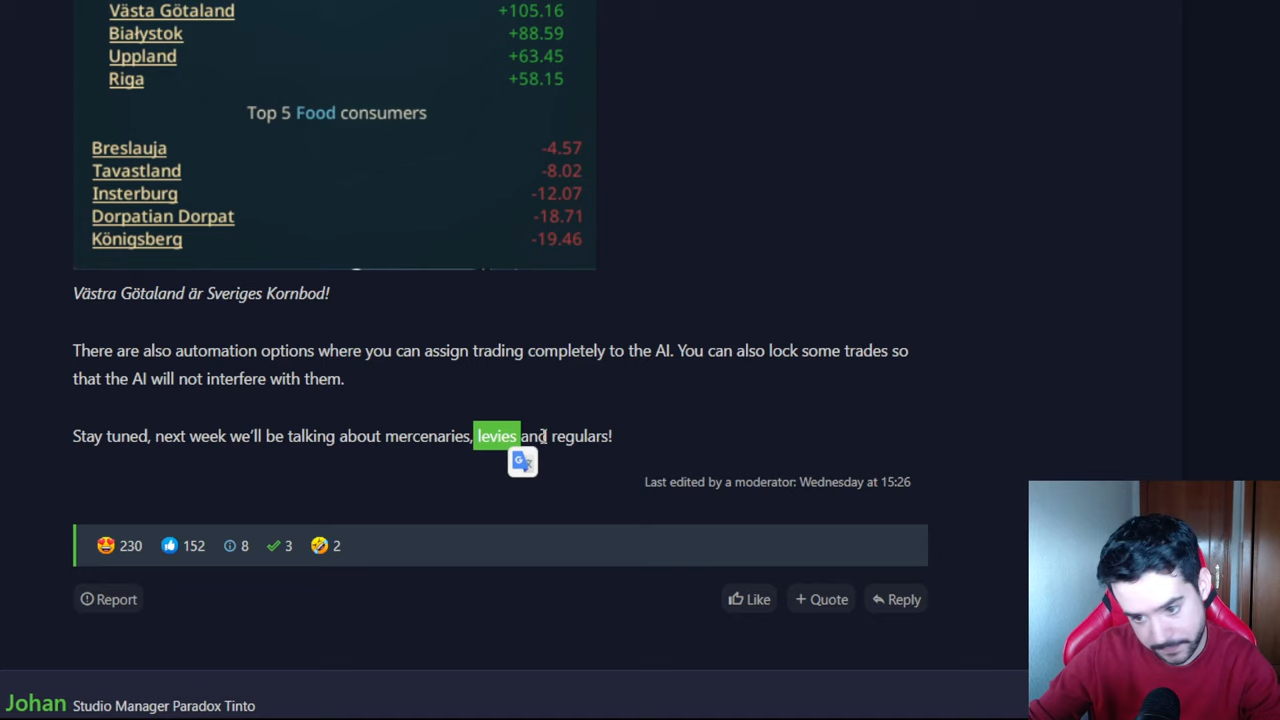 Västa Götaland +105.16
Białystok +88.59
Uppland +63.45
Riga +58.15
Top 5 Food consumers
Breslauja -4.57
Tavastland -8.02
Insterburg -12.07
Dorpatian Dorpat -18.71
Königsberg -19.46
Västra Götaland är Sveriges Kornbod!
There are also automation options where you can assign trading completely to the AI. You can also lock some trades so
that the AI will not interfere with them.
Stay tuned, next week we'll be talking about mercenaries, levies and regulars!
Last edited by a moderator: Wednesday at 15:26
230 152 8 3 2
Report Like + Quote Reply
Johan Studio Manager Paradox Tinto